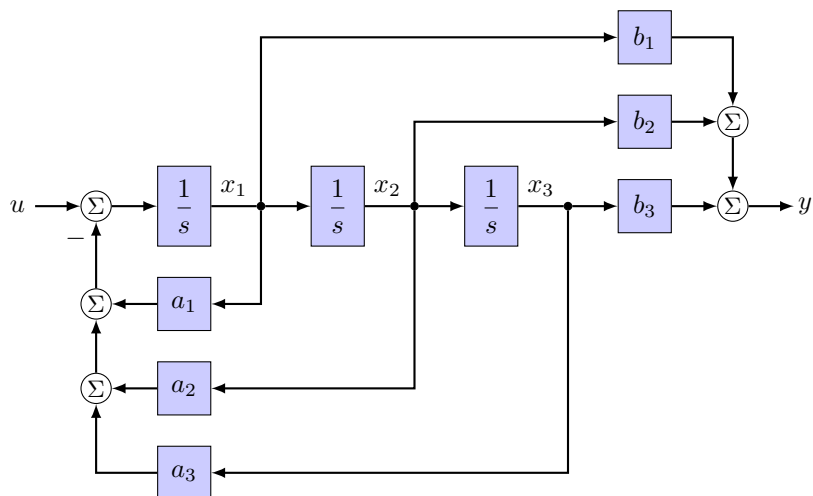 b₁
b₂
Σ
u
Σ
1/s
x₁
1/s
x₂
1/s
x₃
b₃
Σ
y
−
Σ
a₁
Σ
a₂
a₃